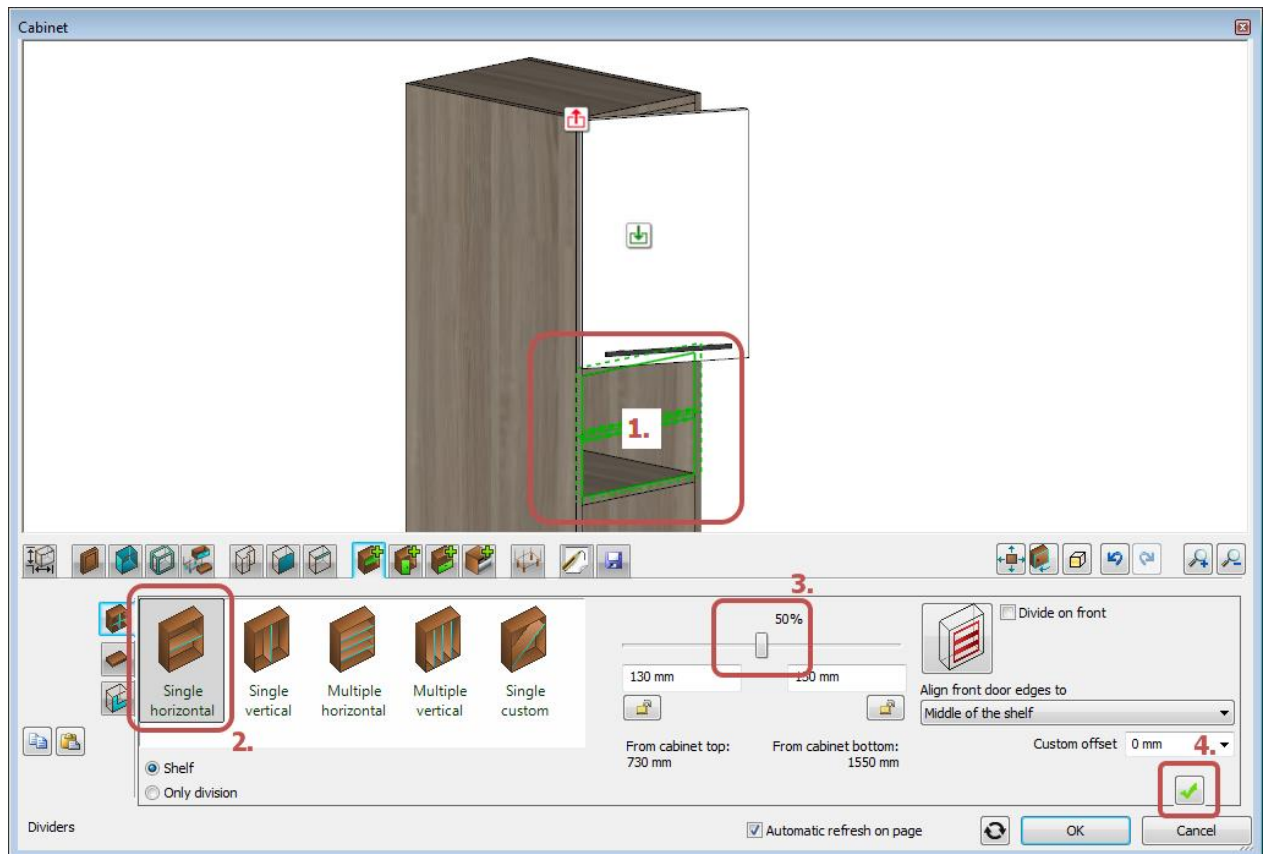 Cabinet
1.
3.
50%
Divide on front
130 mm
130 mm
Align front door edges to
Middle of the shelf
Single
horizontal
Single
vertical
Multiple
horizontal
Multiple
vertical
Single
custom
2.
From cabinet top:
730 mm
From cabinet bottom:
1550 mm
Custom offset 0 mm
4.
Shelf
Only division
Dividers
Automatic refresh on page
OK
Cancel